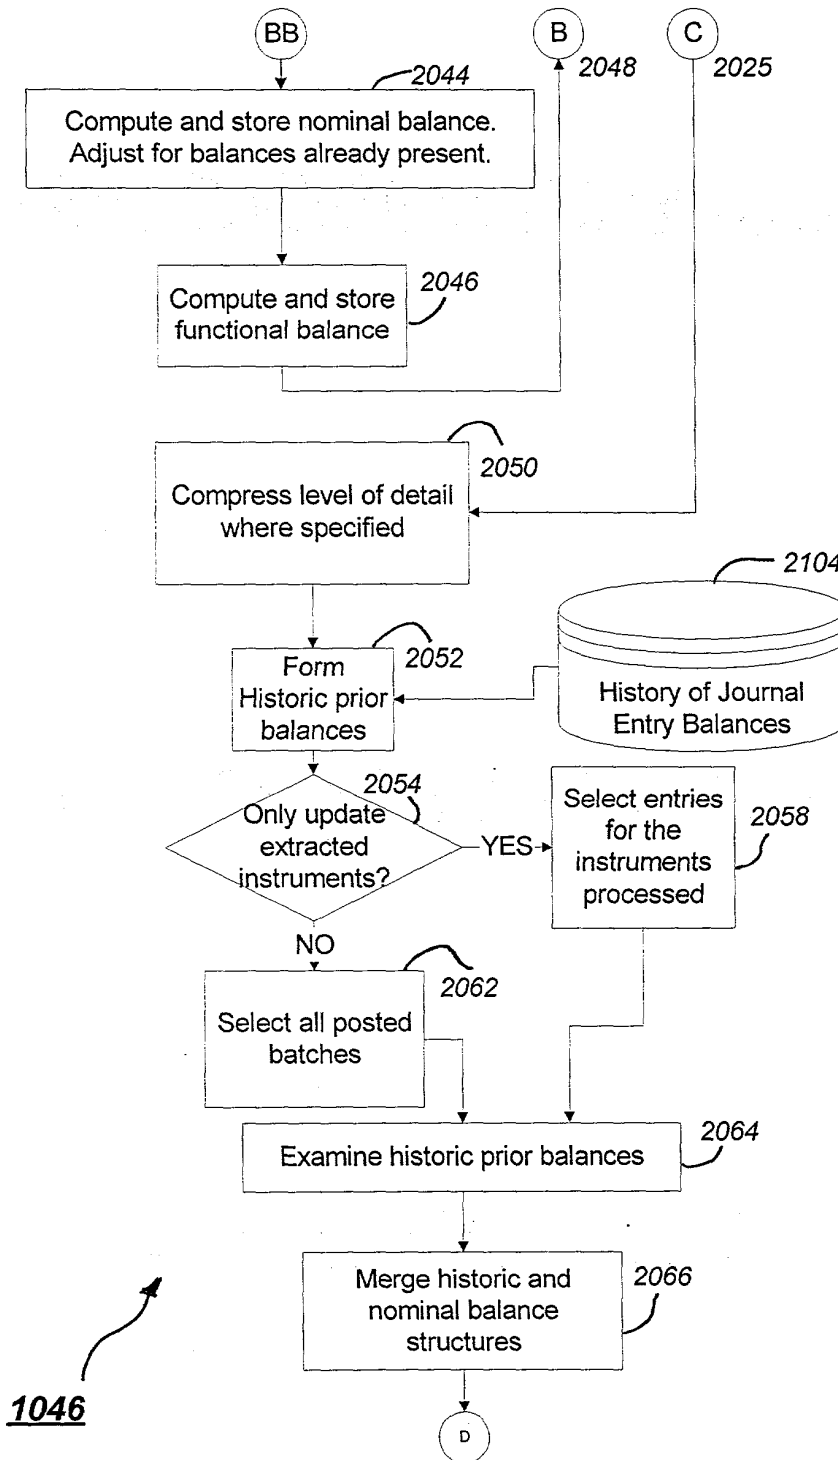 BB
B
C
2044
2048
2025
Compute and store nominal balance.
Adjust for balances already present.
2046
Compute and store
functional balance
2050
Compress level of detail
where specified
2104
2052
Form
Historic prior
balances
History of Journal
Entry Balances
2054
Only update
extracted
instruments?
YES
Select entries
for the
instruments
processed
2058
NO
2062
Select all posted
batches
2064
Examine historic prior balances
2066
Merge historic and
nominal balance
structures
1046
D